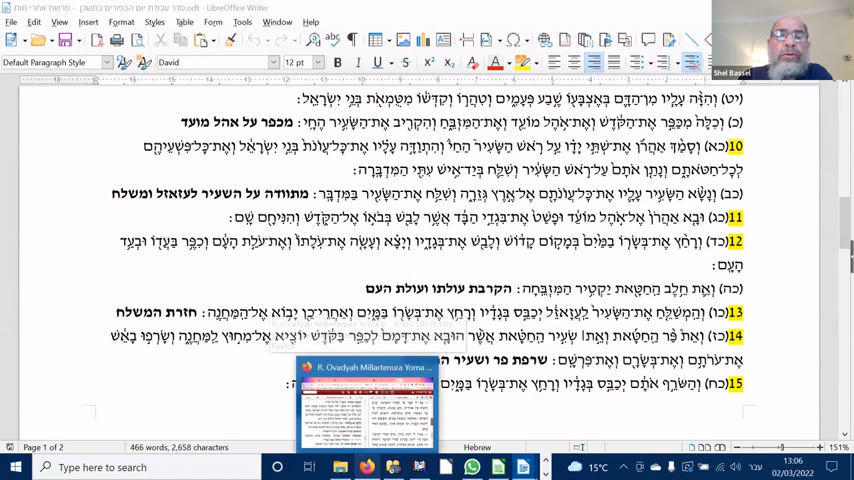 סדר עבודת יום הכפורים במשכן - פרשת אחרי מות.odt - LibreOffice Writer
File Edit View Insert Format Styles Table Form Tools Window Help
Default Paragraph Style David 12 pt
Shel Bassel
(יט) וְהִזָּה עָלָיו מִן־הַדָּם בְּאֶצְבָּעוֹ שֶׁבַע פְּעָמִים וְטִהֲרוֹ וְקִדְּשׁוֹ מִטֻּמְאֹת בְּנֵי יִשְׂרָאֵל:
(כ) וְכִלָּה מִכַּפֵּר אֶת־הַקֹּדֶשׁ וְאֶת־אֹהֶל מוֹעֵד וְאֶת־הַמִּזְבֵּחַ וְהִקְרִיב אֶת־הַשָּׂעִיר הֶחָי: מכפר על אהל מועד
10 (כא) וְסָמַךְ אַהֲרֹן אֶת־שְׁתֵּי יָדָו עַל רֹאשׁ הַשָּׂעִיר הַחַי וְהִתְוַדָּה עָלָיו אֶת־כָּל־עֲוֹנֹת בְּנֵי יִשְׂרָאֵל וְאֶת־כָּל־פִּשְׁעֵיהֶם
לְכָל־חַטֹּאתָם וְנָתַן אֹתָם עַל־רֹאשׁ הַשָּׂעִיר וְשִׁלַּח בְּיַד־אִישׁ עִתִּי הַמִּדְבָּרָה:
(כב) וְנָשָׂא הַשָּׂעִיר עָלָיו אֶת־כָּל־עֲוֹנֹתָם אֶל־אֶרֶץ גְּזֵרָה וְשִׁלַּח אֶת־הַשָּׂעִיר בַּמִּדְבָּר: מתוודה על השעיר לעזאזל ומשלח
11 (כג) וּבָא אַהֲרֹן אֶל־אֹהֶל מוֹעֵד וּפָשַׁט אֶת־בִּגְדֵי הַבָּד אֲשֶׁר לָבַשׁ בְּבֹאוֹ אֶל־הַקֹּדֶשׁ וְהִנִּיחָם שָׁם:
12 (כד) וְרָחַץ אֶת־בְּשָׂרוֹ בַמַּיִם בְּמָקוֹם קָדוֹשׁ וְלָבַשׁ אֶת־בְּגָדָיו וְיָצָא וְעָשָׂה אֶת־עֹלָתוֹ וְאֶת־עֹלַת הָעָם וְכִפֶּר בַּעֲדוֹ וּבְעַד
הָעָם:
(כה) וְאֵת חֵלֶב הַחַטָּאת יַקְטִיר הַמִּזְבֵּחָה: הקרבת עולתו ועולת העם
13 (כו) וְהַמְשַׁלֵּחַ אֶת־הַשָּׂעִיר לַעֲזָאזֵל יְכַבֵּס בְּגָדָיו וְרָחַץ אֶת־בְּשָׂרוֹ בַּמָּיִם וְאַחֲרֵי־כֵן יָבוֹא אֶל־הַמַּחֲנֶה: חזרת המשלח
14 (כז) וְאֵת פַּר הַחַטָּאת וְאֵת שְׂעִיר הַחַטָּאת אֲשֶׁר הוּבָא אֶת־דָּמָם לְכַפֵּר בַּקֹּדֶשׁ יוֹצִיא אֶל־מִחוּץ לַמַּחֲנֶה וְשָׂרְפוּ בָאֵשׁ
אֶת־עֹרֹתָם וְאֶת־בְּשָׂרָם וְאֶת־פִּרְשָׁם: שרפת פר ושעיר
15 (כח) וְהַשֹּׂרֵף אֹתָם יְכַבֵּס בְּגָדָיו וְרָחַץ אֶת־בְּשָׂרוֹ בַּמָּיִם
R. Ovadyah MiBartenura Yoma ...
Page 1 of 2 466 words, 2,658 characters Hebrew 151%
Type here to search 15°C עבר 13:06
02/03/2022